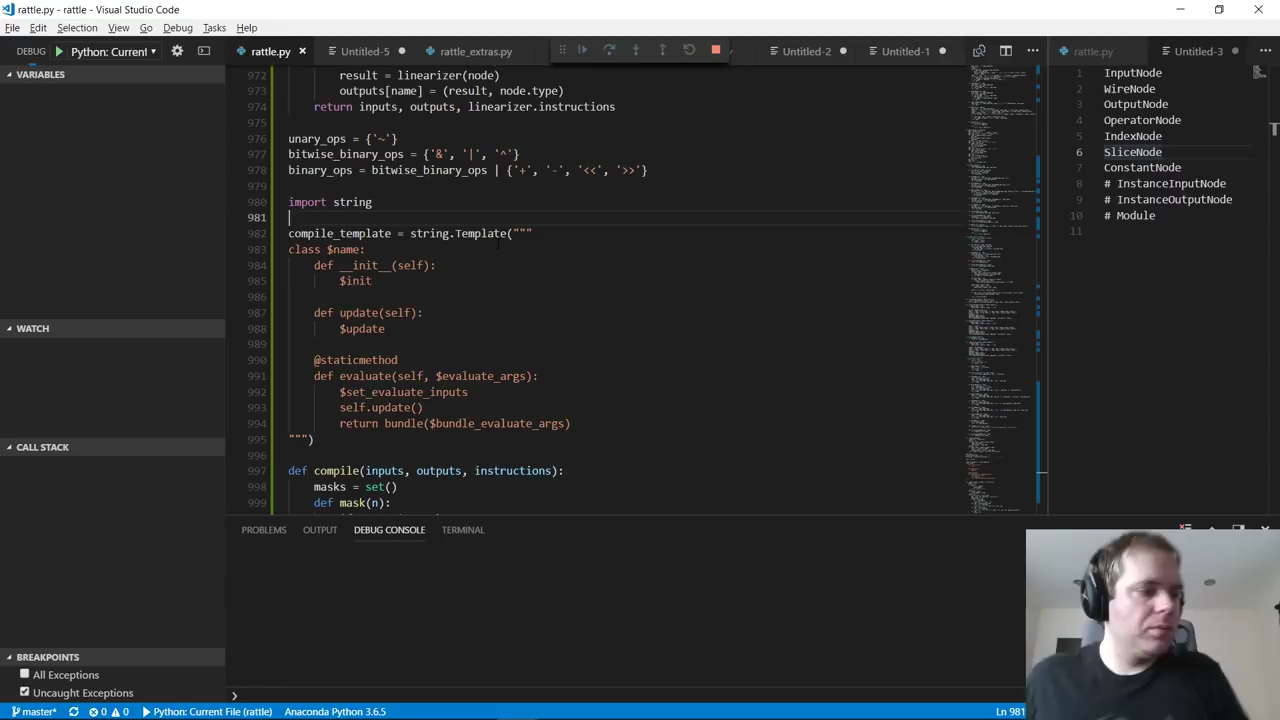 rattle.py - rattle - Visual Studio Code
File Edit Selection View Go Debug Tasks Help
DEBUG Python: Current
rattle.py Untitled-5 rattle_extras.py Untitled-2 Untitled-1 rattle.py Untitled-3
VARIABLES
WATCH
CALL STACK
BREAKPOINTS
All Exceptions
Uncaught Exceptions
972 result = linearizer(node)
973 outputs[name] = (result, node.type)
974 return inputs, outputs, linearizer.instructions
975
976 unary_ops = {'~'}
977 bitwise_binary_ops = {'&', '|', '^'}
978 binary_ops = bitwise_binary_ops | {'+', '-', '<<', '>>'}
979
980 import string
981
982 compile_template = string.Template("""
983 class $name:
984 def __init__(self):
985 $init
986
987 def update(self):
988 $update
989
990 @staticmethod
991 def evaluate(self, $evaluate_args):
992 $set_evaluate_inputs
993 self.update()
994 return bundle($bundle_evaluate_args)
995 """)
996
997 def compile(inputs, outputs, instructions):
998 masks = set()
999 def mask(n):
1 InputNode
2 WireNode
3 OutputNode
4 OperatorNode
5 IndexNode
6 SliceNode
7 ConstantNode
8 # InstanceInputNode
9 # InstanceOutputNode
10 # Module
11
PROBLEMS OUTPUT DEBUG CONSOLE TERMINAL
master* 0 0 Python: Current File (rattle) Anaconda Python 3.6.5 Ln 981